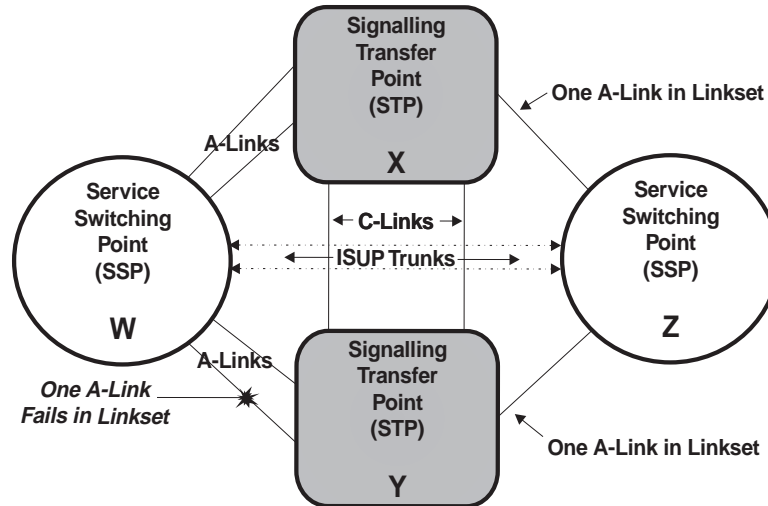 Signalling
Transfer
Point
(STP)
X
One A-Link in Linkset
A-Links
Service
Switching
Point
(SSP)
W
C-Links
ISUP Trunks
Service
Switching
Point
(SSP)
Z
A-Links
One A-Link
Fails in Linkset
Signalling
Transfer
Point
(STP)
Y
One A-Link in Linkset